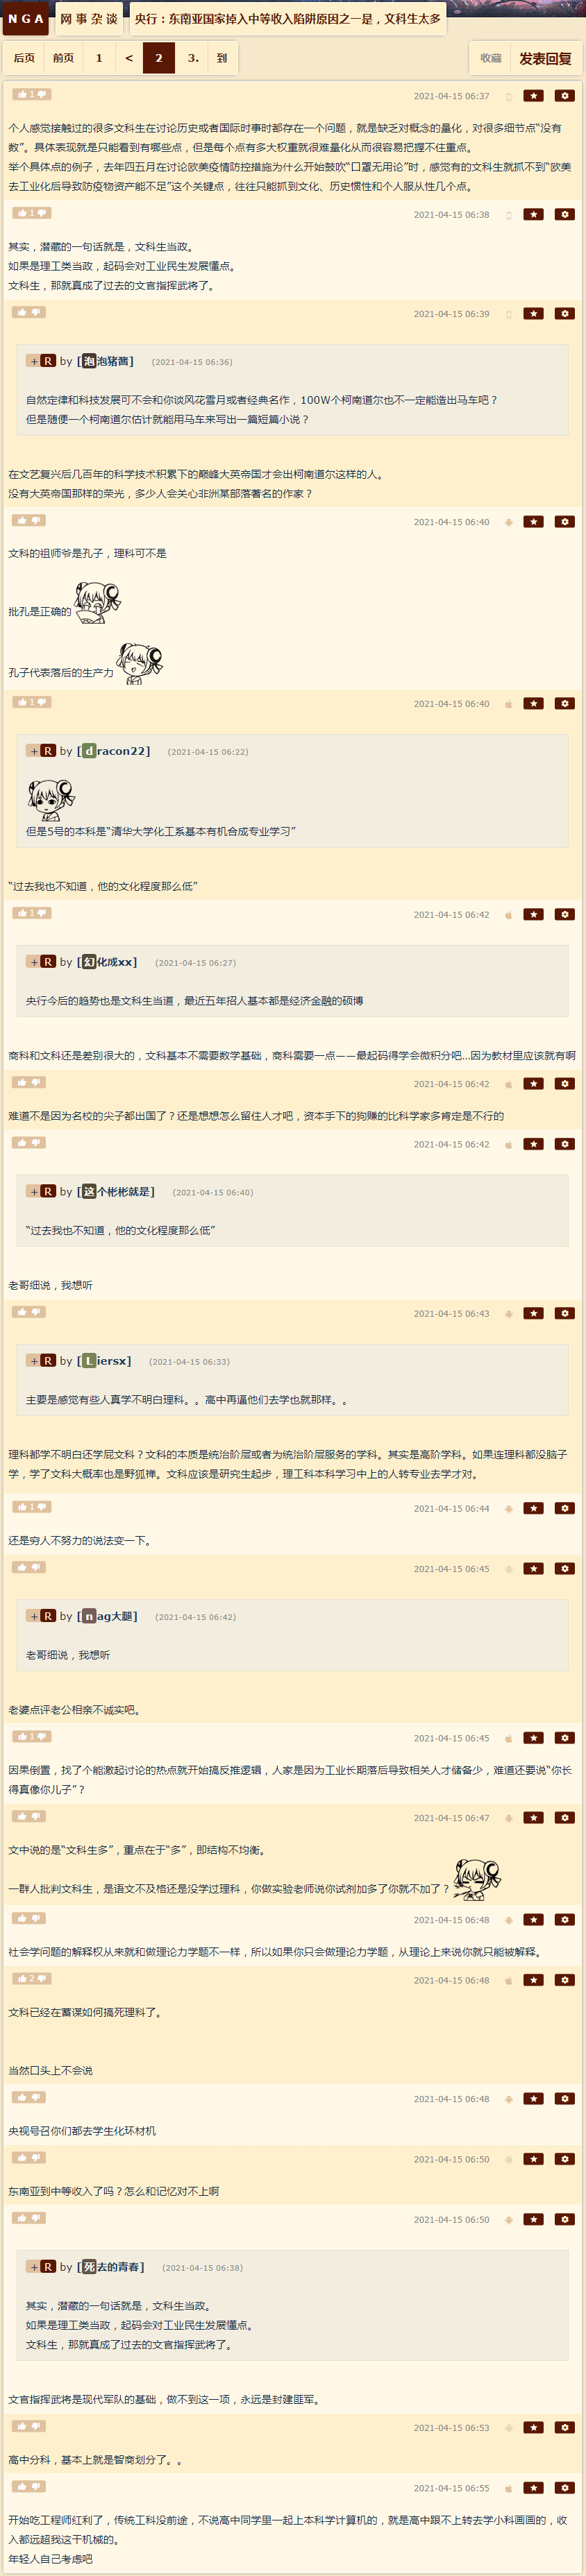 NGA
网事杂谈
央行：东南亚国家掉入中等收入陷阱原因之一是，文科生太多
后页 前页 1 < 2 3. 到
收藏 发表回复
1 2021-04-15 06:37
个人感觉接触过的很多文科生在讨论历史或者国际时事时都存在一个问题，就是缺乏对概念的量化，对很多细节点“没有
数”。具体表现就是只能看到有哪些点，但是每个点有多大权重就很难量化从而很容易把握不住重点。
举个具体点的例子，去年四五月在讨论欧美疫情防控措施为什么开始鼓吹“口罩无用论”时，感觉有的文科生就抓不到“欧美
去工业化后导致防疫物资产能不足”这个关键点，往往只能抓到文化、历史惯性和个人服从性几个点。
1 2021-04-15 06:38
其实，潜藏的一句话就是，文科生当政。
如果是理工类当政，起码会对工业民生发展懂点。
文科生，那就真成了过去的文官指挥武将了。
2021-04-15 06:39
+ R by [泡泡猪酱] (2021-04-15 06:36)
自然定律和科技发展可不会和你谈风花雪月或者经典名作，100W个柯南道尔也不一定能造出马车吧？
但是随便一个柯南道尔估计就能用马车来写出一篇短篇小说？
在文艺复兴后几百年的科学技术积累下的巅峰大英帝国才会出柯南道尔这样的人。
没有大英帝国那样的荣光，多少人会关心非洲某部落著名的作家？
2021-04-15 06:40
文科的祖师爷是孔子，理科可不是
批孔是正确的
孔子代表落后的生产力
1 2021-04-15 06:40
+ R by [dracon22] (2021-04-15 06:22)
但是5号的本科是“清华大学化工系基本有机合成专业学习”
“过去我也不知道，他的文化程度那么低”
1 2021-04-15 06:42
+ R by [幻化成xx] (2021-04-15 06:27)
央行今后的趋势也是文科生当道，最近五年招人基本都是经济金融的硕博
商科和文科还是差别很大的，文科基本不需要数学基础，商科需要一点——最起码得学会微积分吧...因为教材里应该就有啊
2021-04-15 06:42
难道不是因为名校的尖子都出国了？还是想想怎么留住人才吧，资本手下的狗赚的比科学家多肯定是不行的
2021-04-15 06:42
+ R by [这个彬彬就是] (2021-04-15 06:40)
“过去我也不知道，他的文化程度那么低”
老哥细说，我想听
2021-04-15 06:43
+ R by [Liersx] (2021-04-15 06:33)
主要是感觉有些人真学不明白理科。。高中再逼他们去学也就那样。。
理科都学不明白还学屁文科？文科的本质是统治阶层或者为统治阶层服务的学科。其实是高阶学科。如果连理科都没脑子
学，学了文科大概率也是野狐禅。文科应该是研究生起步，理工科本科学习中上的人转专业去学才对。
1 2021-04-15 06:44
还是穷人不努力的说法变一下。
2021-04-15 06:45
+ R by [nag大腿] (2021-04-15 06:42)
老哥细说，我想听
老婆点评老公相亲不诚实吧。
1 2021-04-15 06:45
因果倒置，找了个能激起讨论的热点就开始搞反推逻辑，人家是因为工业长期落后导致相关人才储备少，难道还要说“你长
得真像你儿子”？
2021-04-15 06:47
文中说的是“文科生多”，重点在于“多”，即结构不均衡。
一群人批判文科生，是语文不及格还是没学过理科，你做实验老师说你试剂加多了你就不加了？
2021-04-15 06:48
社会学问题的解释权从来就和做理论力学题不一样，所以如果你只会做理论力学题，从理论上来说你就只能被解释。
2 2021-04-15 06:48
文科已经在蓄谋如何搞死理科了。
当然口头上不会说
2021-04-15 06:48
央视号召你们都去学生化环材机
2021-04-15 06:50
东南亚到中等收入了吗？怎么和记忆对不上啊
2021-04-15 06:50
+ R by [死去的青春] (2021-04-15 06:38)
其实，潜藏的一句话就是，文科生当政。
如果是理工类当政，起码会对工业民生发展懂点。
文科生，那就真成了过去的文官指挥武将了。
文官指挥武将是现代军队的基础，做不到这一项，永远是封建匪军。
2021-04-15 06:53
高中分科，基本上就是智商划分了。。
2021-04-15 06:55
开始吃工程师红利了，传统工科没前途，不说高中同学里一起上本科学计算机的，就是高中跟不上转去学小科画画的，收
入都远超我这干机械的。
年轻人自己考虑吧